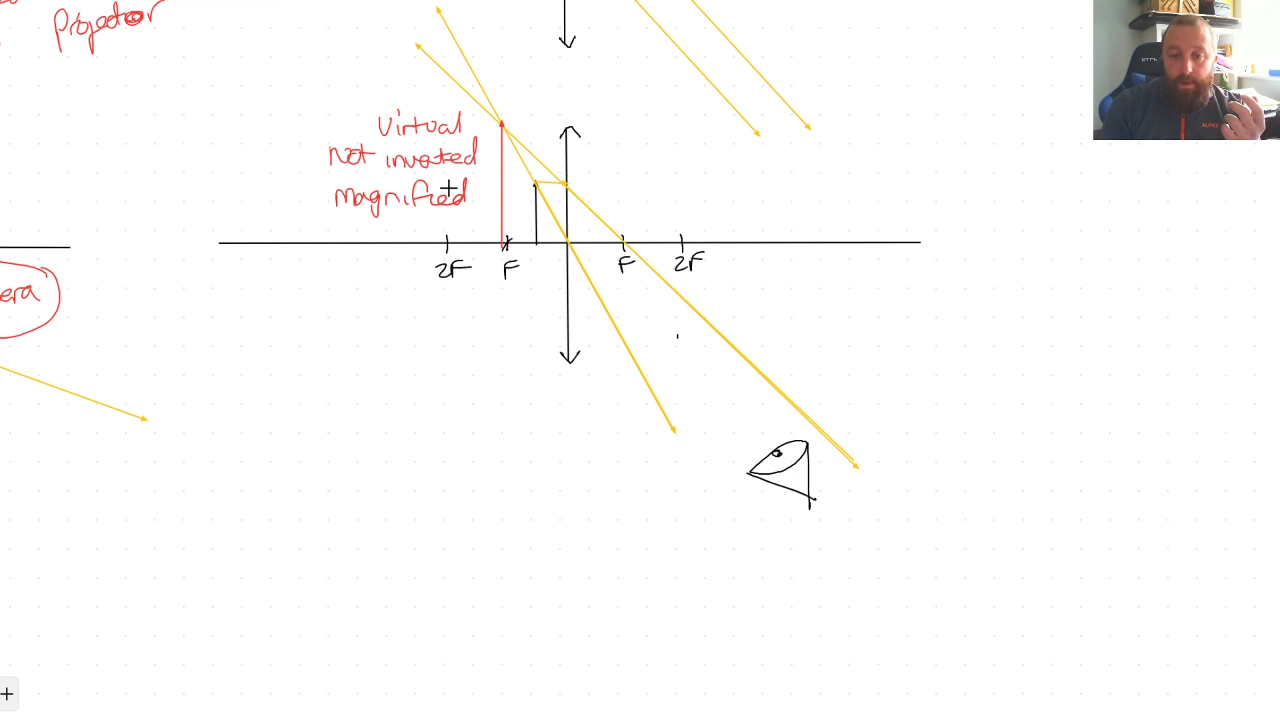 Projector
Virtual
Not inverted
Magnified
2F F F 2F
era